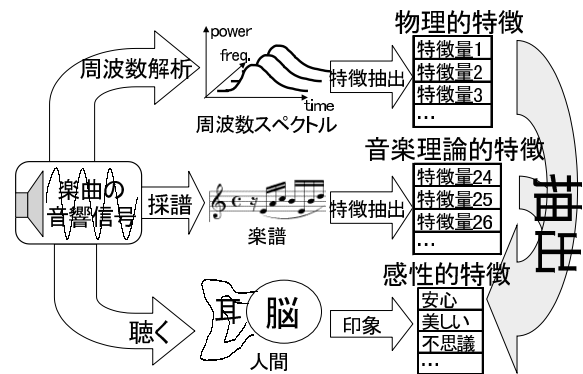 物理的特徴
power
freq.
周波数解析
特徴抽出
特徴量1
特徴量2
特徴量3
…
time
周波数スペクトル
音楽理論的特徴
楽曲の
音響信号
採譜
楽譜
特徴抽出
特徴量24
特徴量25
特徴量26
…
抽出
感性的特徴
聴く
耳
脳
人間
印象
安心
美しい
不思議
…